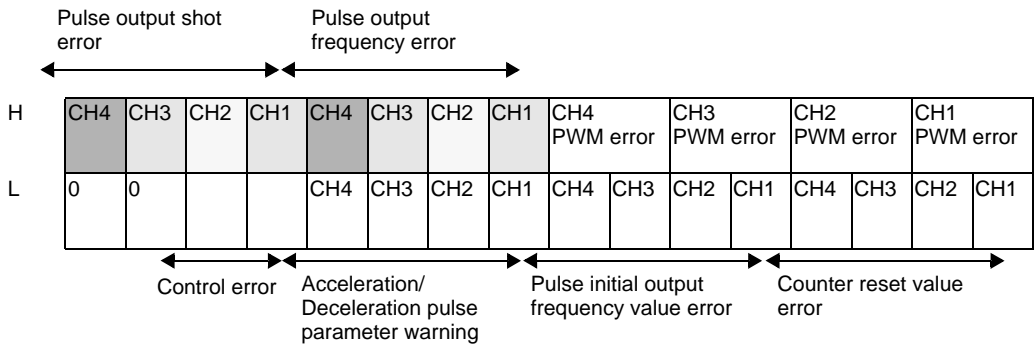 Pulse output shot
error
Pulse output
frequency error
H
CH4 CH3 CH2 CH1 CH4 CH3 CH2 CH1 CH4 CH3 CH2 CH1
PWM error PWM error PWM error PWM error
L
0 0 CH4 CH3 CH2 CH1 CH4 CH3 CH2 CH1 CH4 CH3 CH2 CH1
Control error
Acceleration/
Deceleration pulse
parameter warning
Pulse initial output
frequency value error
Counter reset value
error